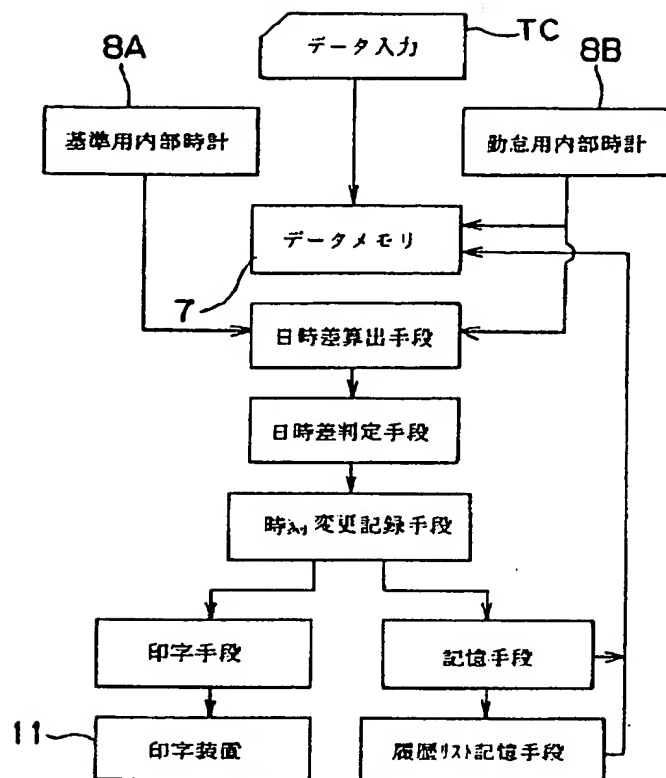 データ入力
TC
8A
8B
基準用内部時計
勤怠用内部時計
データメモリ
7
日時差算出手段
日時差判定手段
時刻変更記録手段
印字手段
記憶手段
11
印字装置
履歴リスト記憶手段